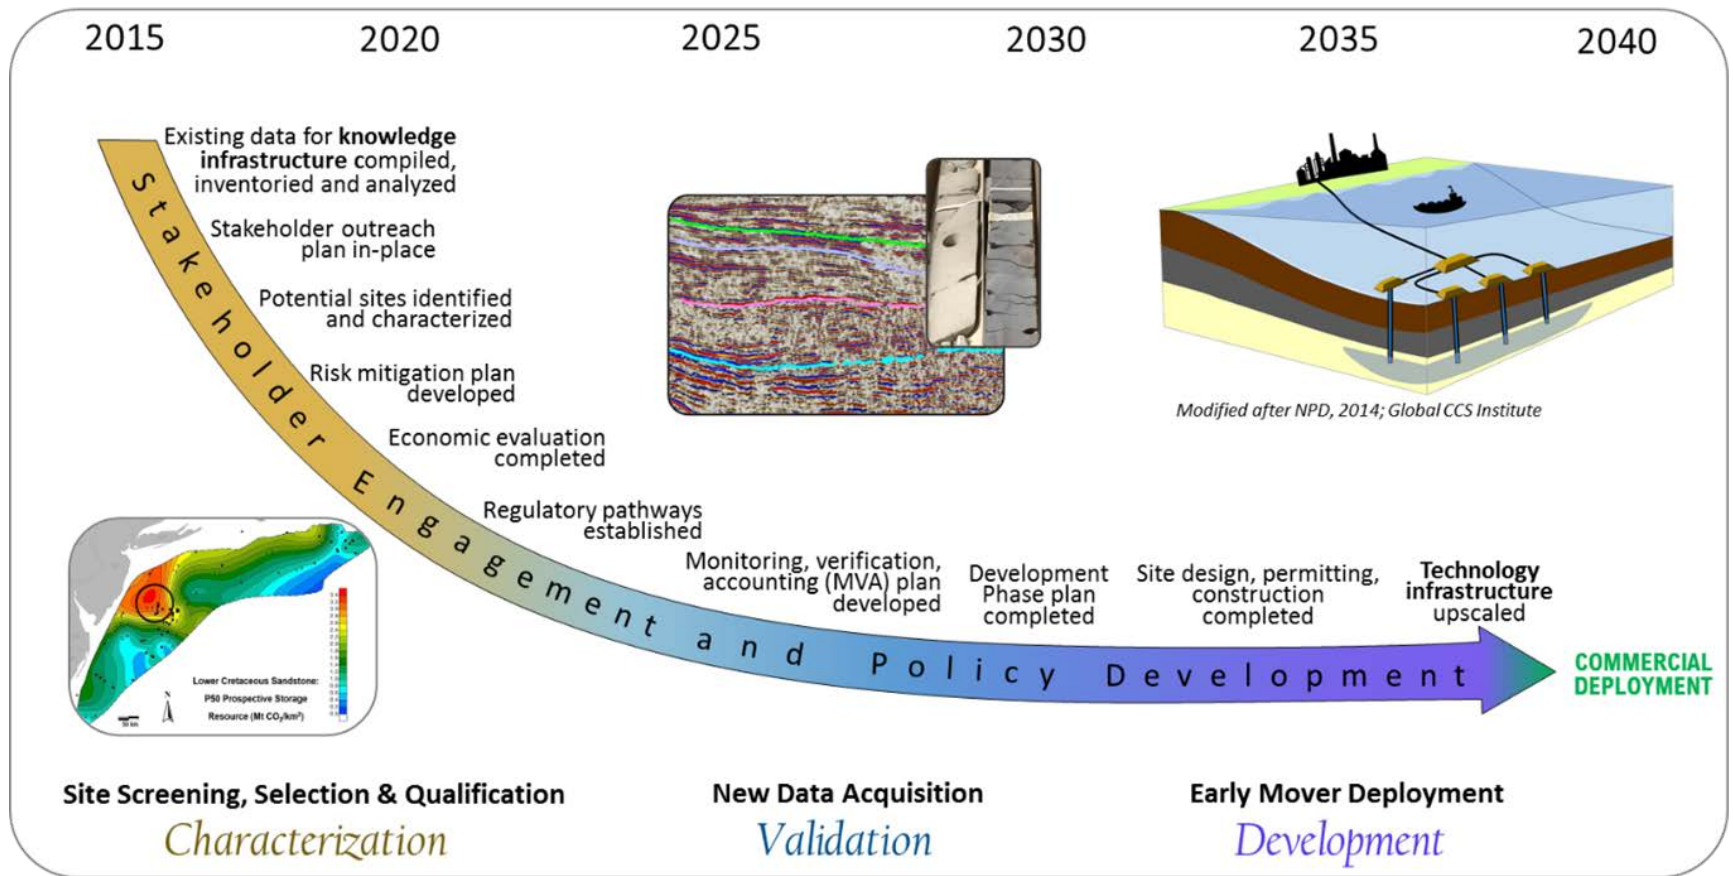 2015 2020 2025 2030 2035 2040
Existing data for knowledge
infrastructure compiled,
inventoried and analyzed
Stakeholder outreach
plan in-place
Potential sites identified
and characterized
Risk mitigation plan
developed
Economic evaluation
completed
Regulatory pathways
established
Monitoring, verification,
accounting (MVA) plan
developed
Development
Phase plan
completed
Site design, permitting,
construction
completed
Technology
infrastructure
upscaled
Stakeholder Engagement and Policy Development
COMMERCIAL
DEPLOYMENT
Modified after NPD, 2014; Global CCS Institute
Lower Cretaceous Sandstone:
P50 Prospective Storage
Resource (Mt CO₂/km²)
N
50 km
Site Screening, Selection & Qualification
Characterization
New Data Acquisition
Validation
Early Mover Deployment
Development